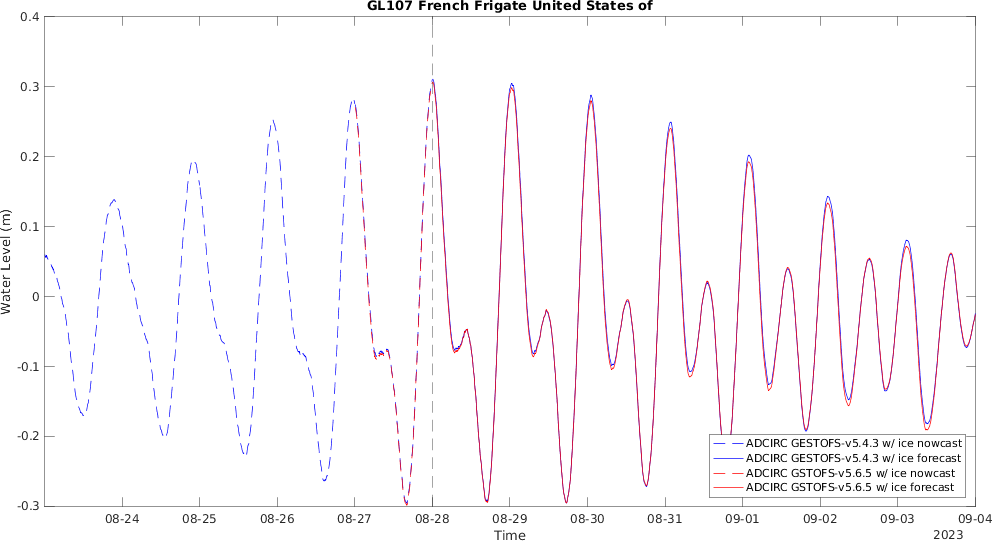 GL107 French Frigate United States of
0.4
0.3
0.2
0.1
0
-0.1
-0.2
-0.3
Water Level (m)
ADCIRC GESTOFS-v5.4.3 w/ ice nowcast
ADCIRC GESTOFS-v5.4.3 w/ ice forecast
ADCIRC GSTOFS-v5.6.5 w/ ice nowcast
ADCIRC GSTOFS-v5.6.5 w/ ice forecast
08-24 08-25 08-26 08-27 08-28 08-29 08-30 08-31 09-01 09-02 09-03 09-04
Time
2023